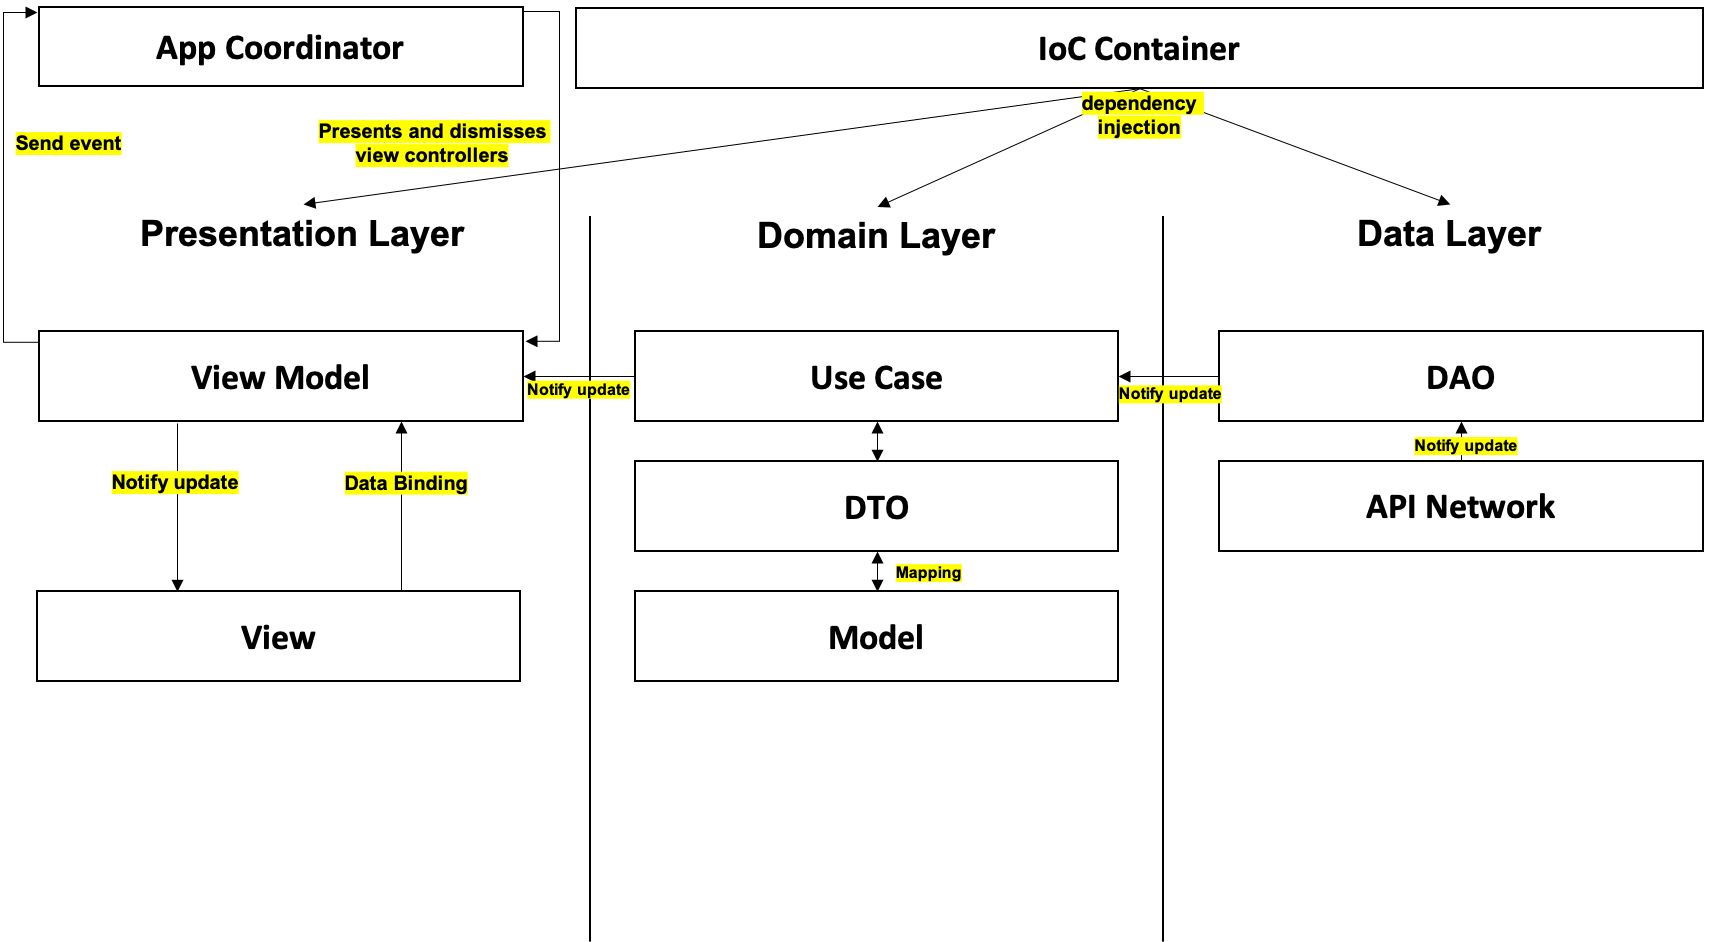 App Coordinator
IoC Container
dependency
injection
Send event
Presents and dismisses
view controllers
Presentation Layer
Domain Layer
Data Layer
View Model
Notify update
Use Case
Notify update
DAO
Notify update
Data Binding
DTO
Notify update
API Network
Mapping
View
Model